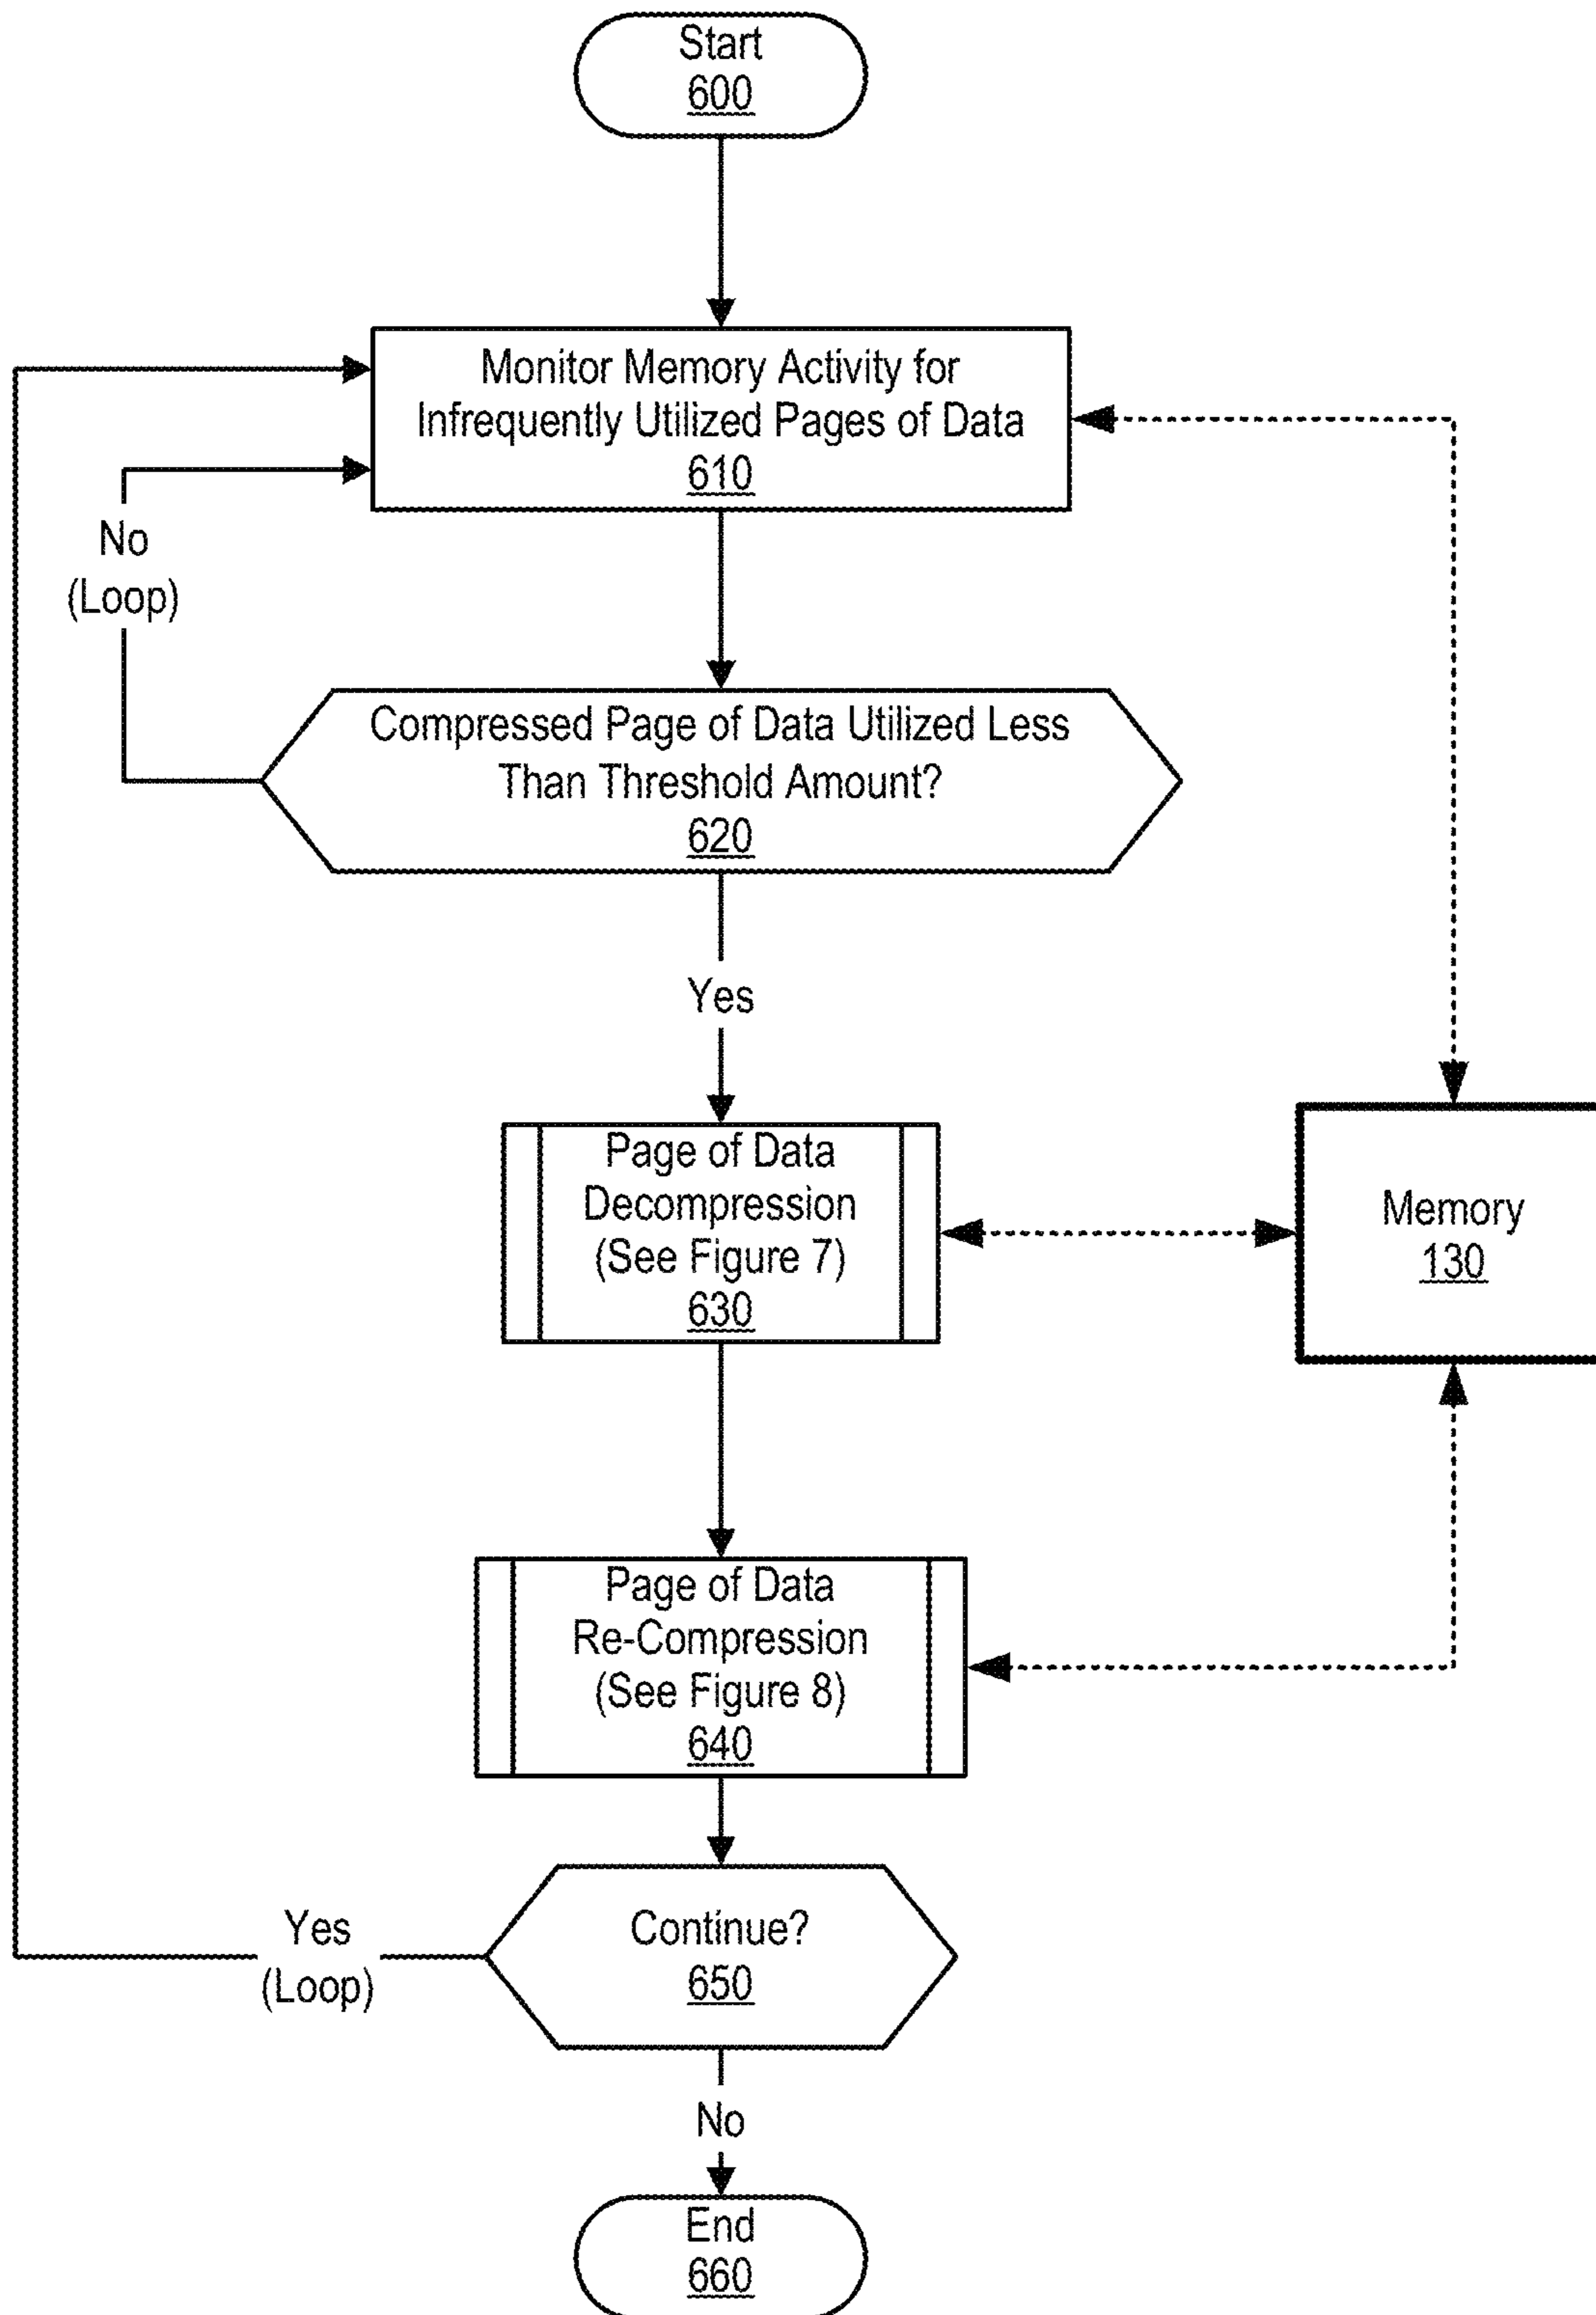 Start
600
Monitor Memory Activity for
Infrequently Utilized Pages of Data
610
No
(Loop)
Compressed Page of Data Utilized Less
Than Threshold Amount?
620
Yes
Page of Data
Decompression
(See Figure 7)
630
Memory
130
Page of Data
Re-Compression
(See Figure 8)
640
Yes
(Loop)
Continue?
650
No
End
660